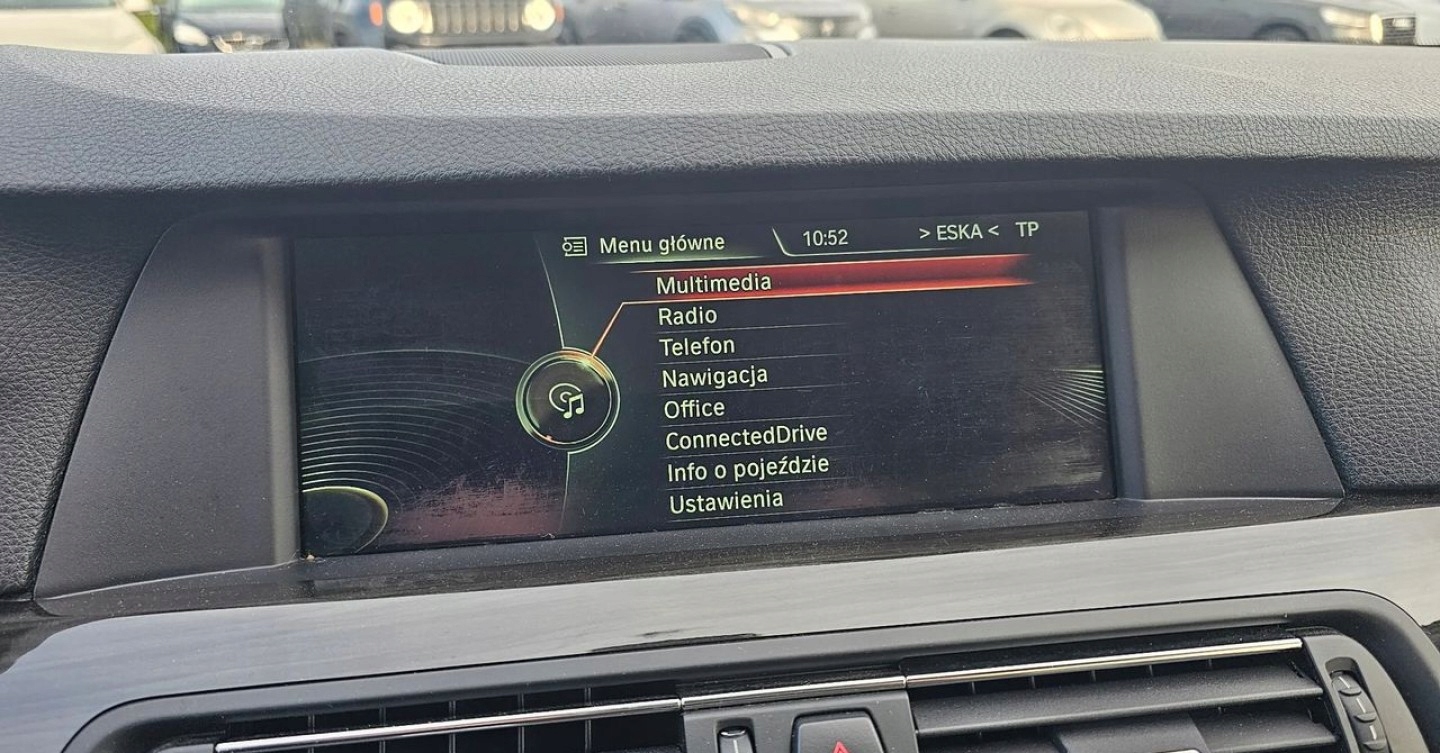 Menu główne 10:52 > ESKA < TP
Multimedia
Radio
Telefon
Nawigacja
Office
ConnectedDrive
Info o pojeździe
Ustawienia